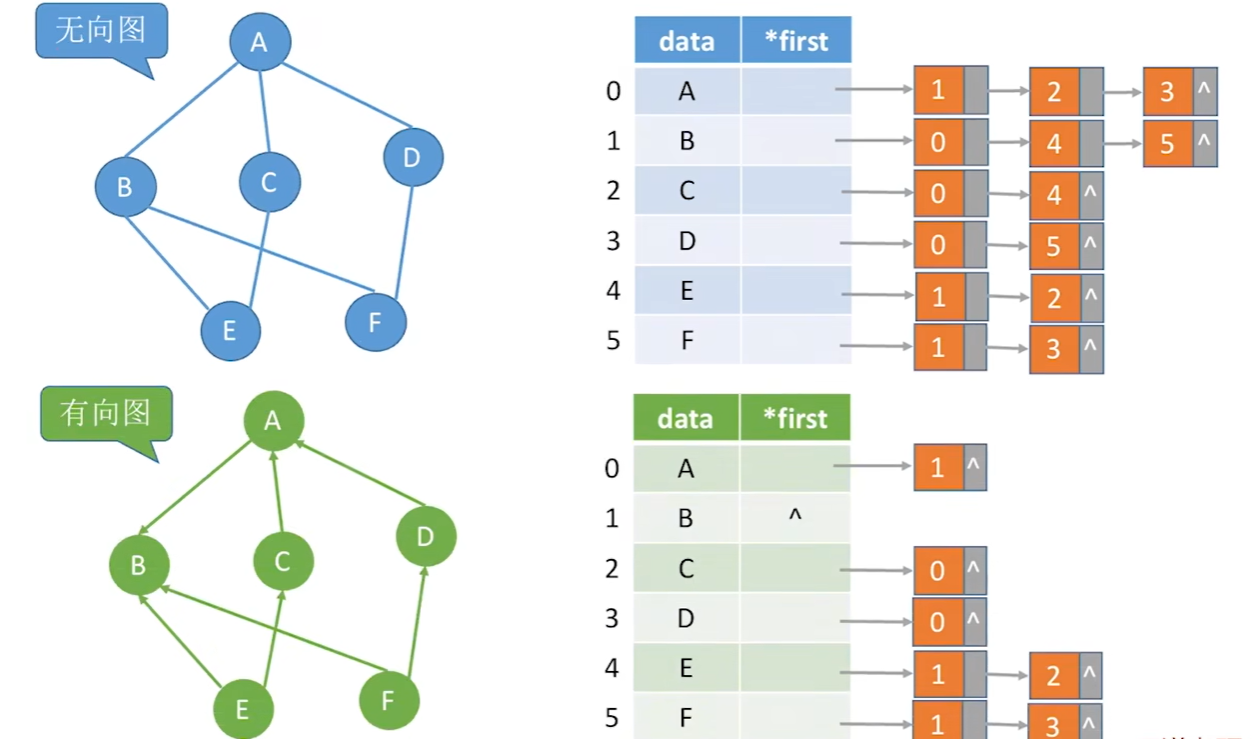 无向图
A
B
C
D
E
F
data *first
0 A 1 2 3 ^
1 B 0 4 5 ^
2 C 0 4 ^
3 D 0 5 ^
4 E 1 2 ^
5 F 1 3 ^
有向图
A
B
C
D
E
F
data *first
0 A 1 ^
1 B ^
2 C 0 ^
3 D 0 ^
4 E 1 2 ^
5 F 1 3 ^